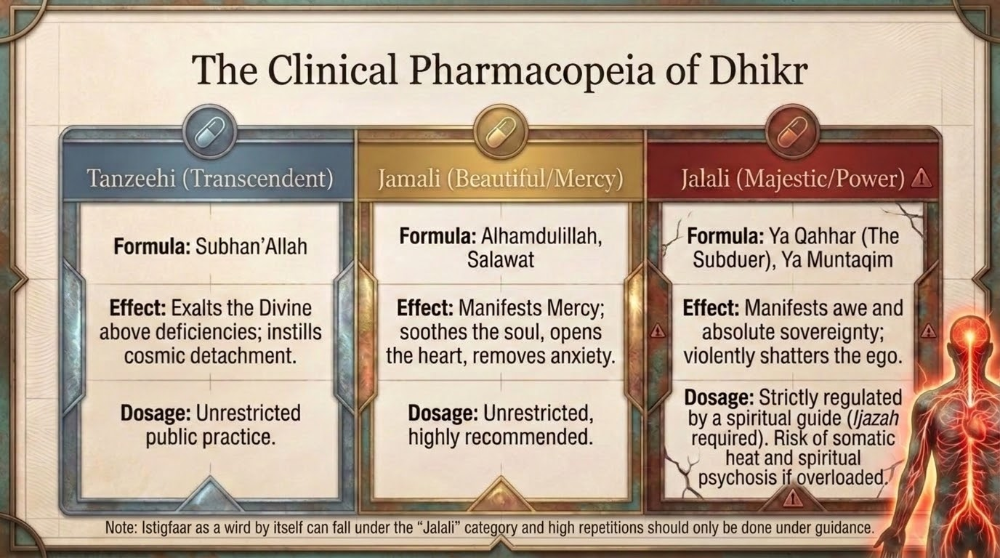 The Clinical Pharmacopeia of Dhikr
Tanzeehi (Transcendent)
Formula: Subhan'Allah
Effect: Exalts the Divine
above deficiencies; instills
cosmic detachment.
Dosage: Unrestricted
public practice.
Jamali (Beautiful/Mercy)
Formula: Alhamdulillah,
Salawat
Effect: Manifests Mercy;
soothes the soul, opens
the heart, removes anxiety.
Dosage: Unrestricted,
highly recommended.
Jalali (Majestic/Power)
Formula: Ya Qahhar (The
Subduer), Ya Muntaqim
Effect: Manifests awe and
absolute sovereignty;
violently shatters the ego.
Dosage: Strictly regulated
by a spiritual guide (Ijazah
required). Risk of somatic
heat and spiritual
psychosis if overloaded.
Note: Istigfaar as a wird by itself can fall under the "Jalali" category and high repetitions should only be done under guidance.